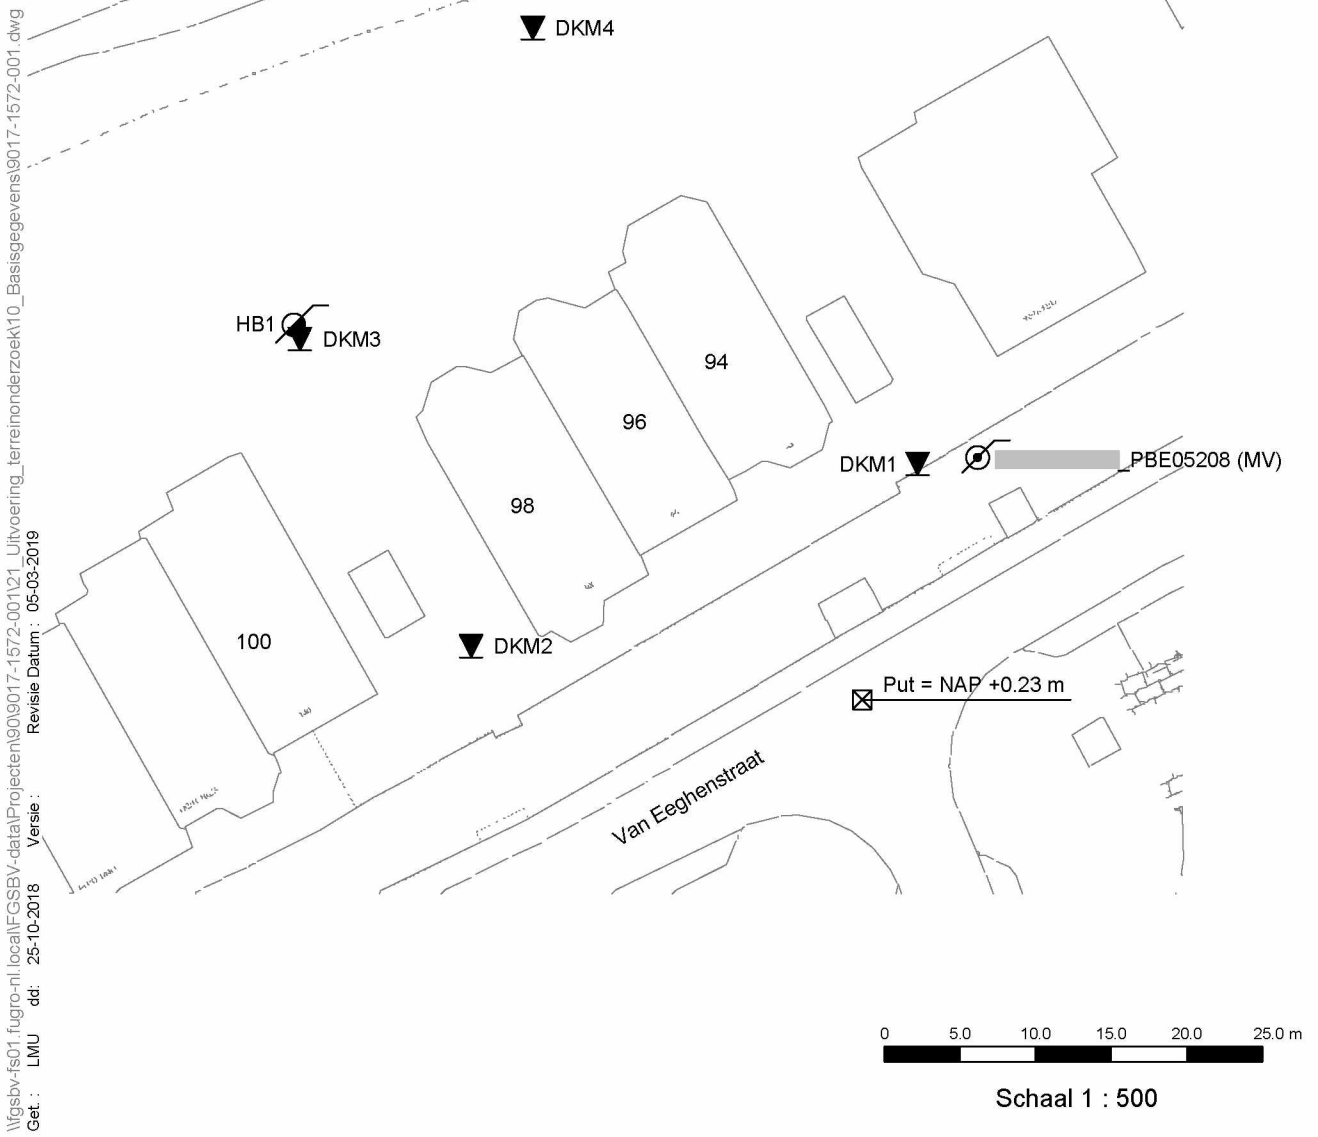 DKM4
HB1
DKM3
94
96
98
DKM1
PBE05208 (MV)
100
DKM2
Put = NAP +0.23 m
Van Eeghenstraat
0 5.0 10.0 15.0 20.0 25.0 m
Schaal 1 : 500
\\fgsbv-fs01.fugro-nl.local\FGSBV-data\Projecten\90\9017-1572-001\21_Uitvoering_terreinonderzoek\10_Basisgegevens\9017-1572-001.dwg
Get. : LMU dd: 25-10-2018 Versie : Revisie Datum : 05-03-2019